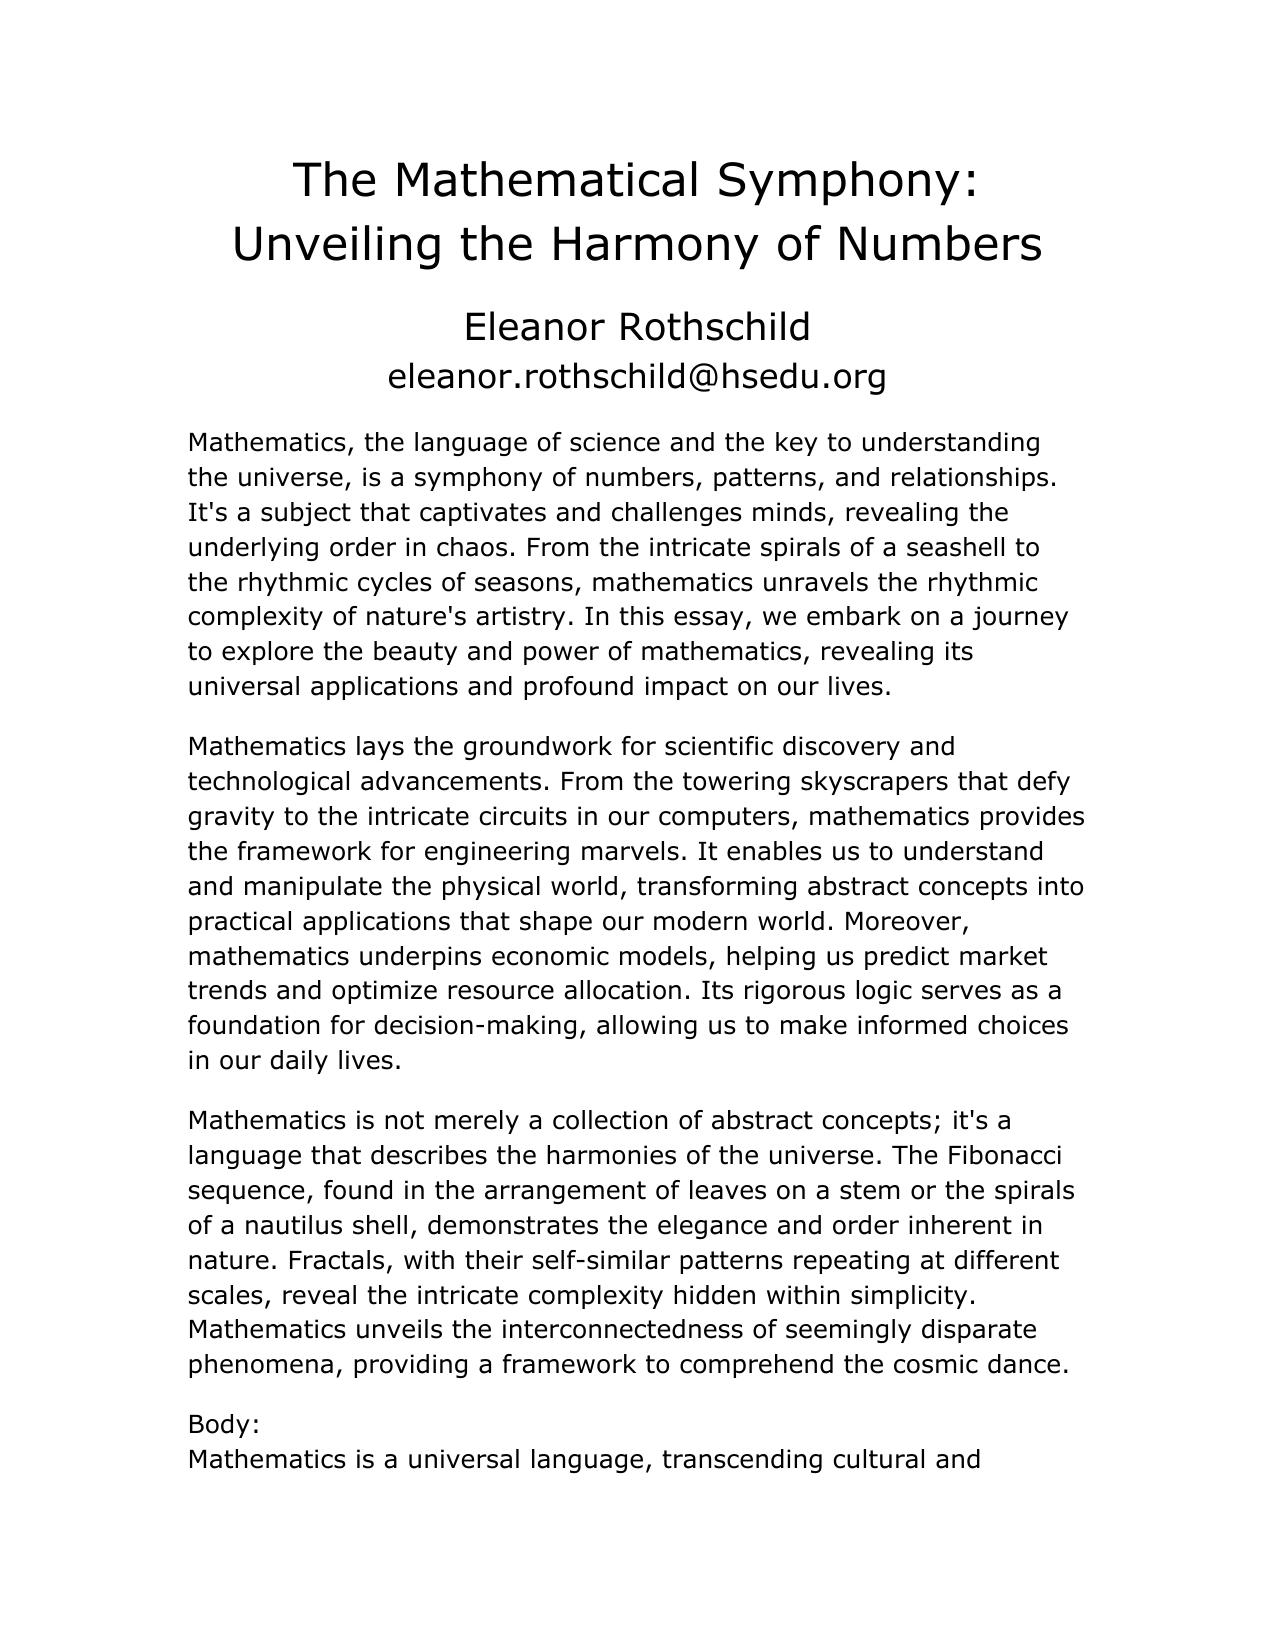 The Mathematical Symphony:
Unveiling the Harmony of Numbers
Eleanor Rothschild
eleanor.rothschild@hsedu.org
Mathematics, the language of science and the key to understanding
the universe, is a symphony of numbers, patterns, and relationships.
It's a subject that captivates and challenges minds, revealing the
underlying order in chaos. From the intricate spirals of a seashell to
the rhythmic cycles of seasons, mathematics unravels the rhythmic
complexity of nature's artistry. In this essay, we embark on a journey
to explore the beauty and power of mathematics, revealing its
universal applications and profound impact on our lives.
Mathematics lays the groundwork for scientific discovery and
technological advancements. From the towering skyscrapers that defy
gravity to the intricate circuits in our computers, mathematics provides
the framework for engineering marvels. It enables us to understand
and manipulate the physical world, transforming abstract concepts into
practical applications that shape our modern world. Moreover,
mathematics underpins economic models, helping us predict market
trends and optimize resource allocation. Its rigorous logic serves as a
foundation for decision-making, allowing us to make informed choices
in our daily lives.
Mathematics is not merely a collection of abstract concepts; it's a
language that describes the harmonies of the universe. The Fibonacci
sequence, found in the arrangement of leaves on a stem or the spirals
of a nautilus shell, demonstrates the elegance and order inherent in
nature. Fractals, with their self-similar patterns repeating at different
scales, reveal the intricate complexity hidden within simplicity.
Mathematics unveils the interconnectedness of seemingly disparate
phenomena, providing a framework to comprehend the cosmic dance.
Body:
Mathematics is a universal language, transcending cultural and